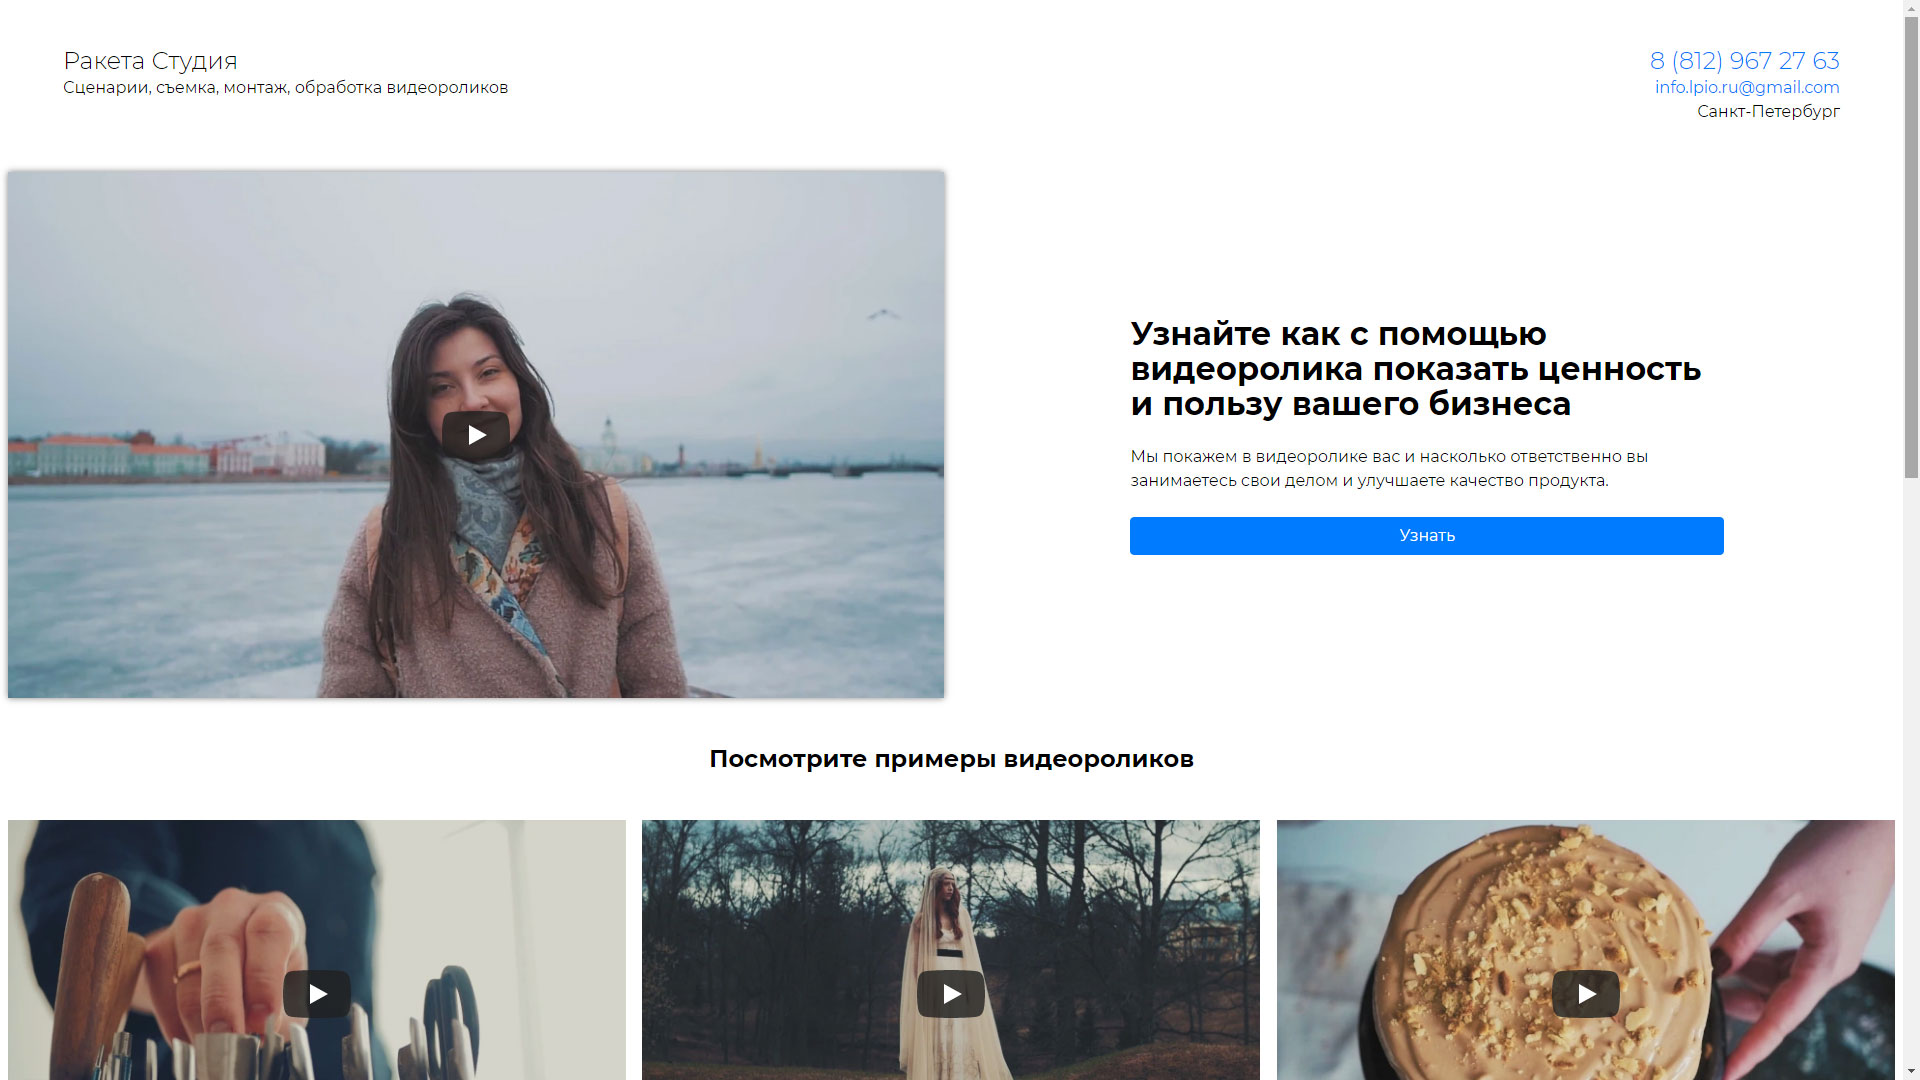 Ракета Студия
Сценарии, съемка, монтаж, обработка видеороликов
8 (812) 967 27 63
info.lpio.ru@gmail.com
Санкт-Петербург
Узнайте как с помощью
видеоролика показать ценность
и пользу вашего бизнеса
Мы покажем в видеоролике вас и насколько ответственно вы
занимаетесь свои делом и улучшаете качество продукта.
Узнать
Посмотрите примеры видеороликов